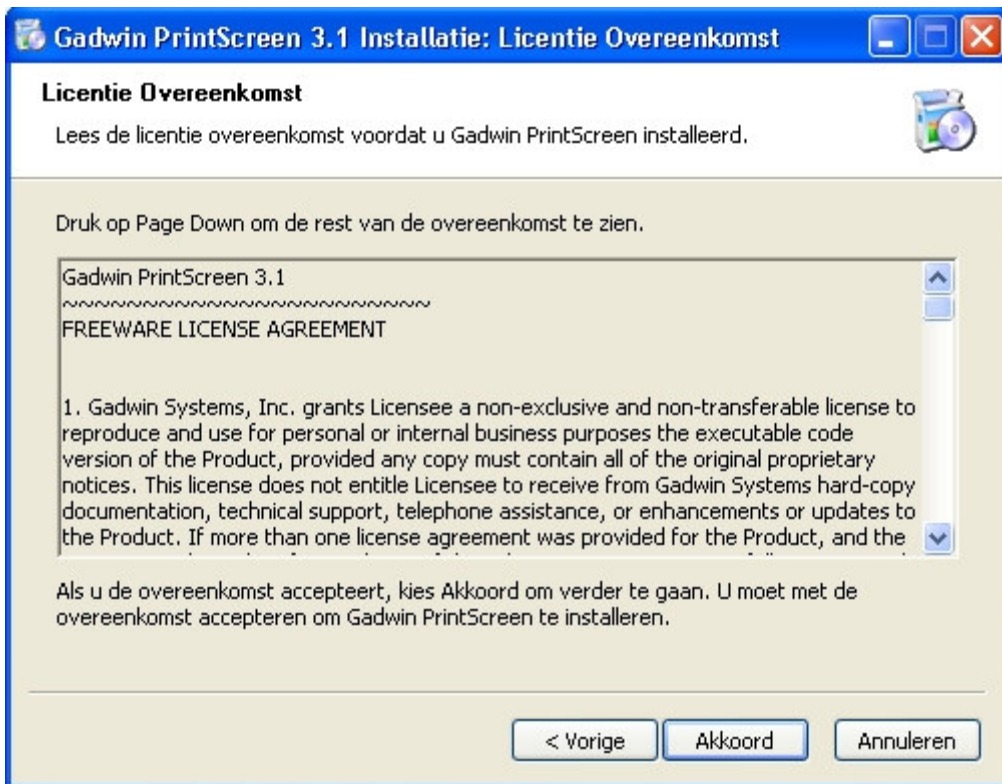 Gadwin PrintScreen 3.1 Installatie: Licentie Overeenkomst
Licentie Overeenkomst
Lees de licentie overeenkomst voordat u Gadwin PrintScreen installeerd.
Druk op Page Down om de rest van de overeenkomst te zien.
Gadwin PrintScreen 3.1
~~~~~~~~~~~~~~~~~~~~~~~
FREEWARE LICENSE AGREEMENT
1. Gadwin Systems, Inc. grants Licensee a non-exclusive and non-transferable license to
reproduce and use for personal or internal business purposes the executable code
version of the Product, provided any copy must contain all of the original proprietary
notices. This license does not entitle Licensee to receive from Gadwin Systems hard-copy
documentation, technical support, telephone assistance, or enhancements or updates to
the Product. If more than one license agreement was provided for the Product, and the
Als u de overeenkomst accepteert, kies Akkoord om verder te gaan. U moet met de
overeenkomst accepteren om Gadwin PrintScreen te installeren.
< Vorige
Akkoord
Annuleren